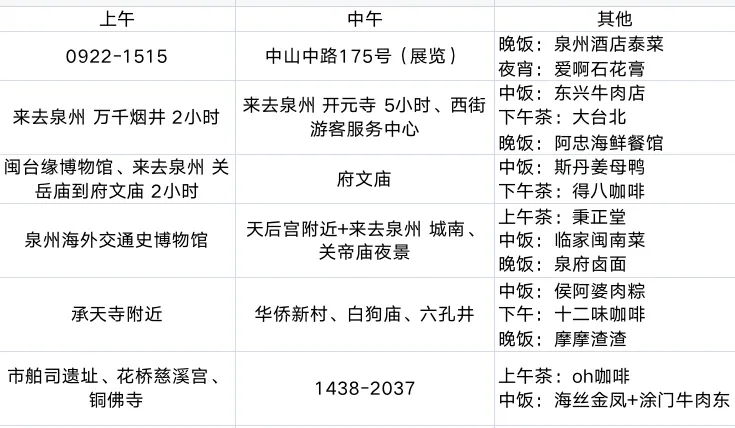 上午
中午
其他
0922-1515
中山中路175号（展览）
晚饭：泉州酒店泰菜
夜宵：爱啊石花膏
来去泉州 万千烟井 2小时
来去泉州 开元寺 5小时、西街
游客服务中心
中饭：东兴牛肉店
下午茶：大台北
晚饭：阿忠海鲜餐馆
闽台缘博物馆、来去泉州 关
岳庙到府文庙 2小时
府文庙
中饭：斯丹姜母鸭
下午茶：得八咖啡
泉州海外交通史博物馆
天后宫附近+来去泉州 城南、
关帝庙夜景
上午茶：秉正堂
中饭：临家闽南菜
晚饭：泉府卤面
承天寺附近
华侨新村、白狗庙、六孔井
中饭：侯阿婆肉粽
下午：十二味咖啡
晚饭：摩摩渣渣
市舶司遗址、花桥慈溪宫、
铜佛寺
1438-2037
上午茶：oh咖啡
中饭：海丝金凤+涂门牛肉东